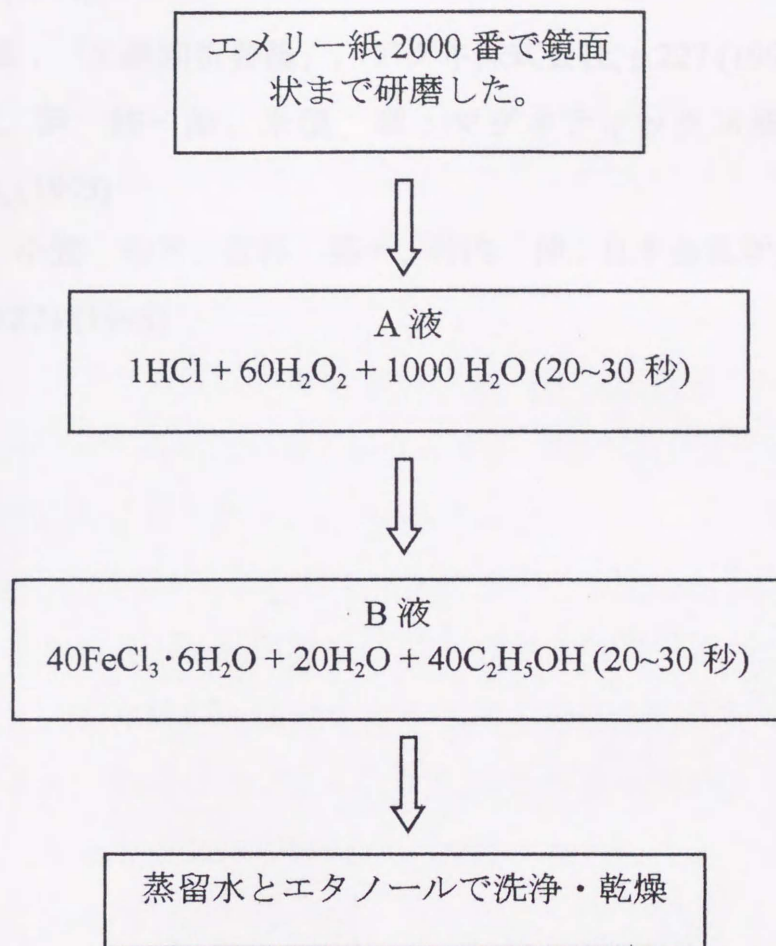 エメリー紙 2000 番で鏡面
状まで研磨した。
A 液
1HCl + 60H₂O₂ + 1000 H₂O (20~30 秒)
B 液
40FeCl₃·6H₂O + 20H₂O + 40C₂H₅OH (20~30 秒)
蒸留水とエタノールで洗浄・乾燥